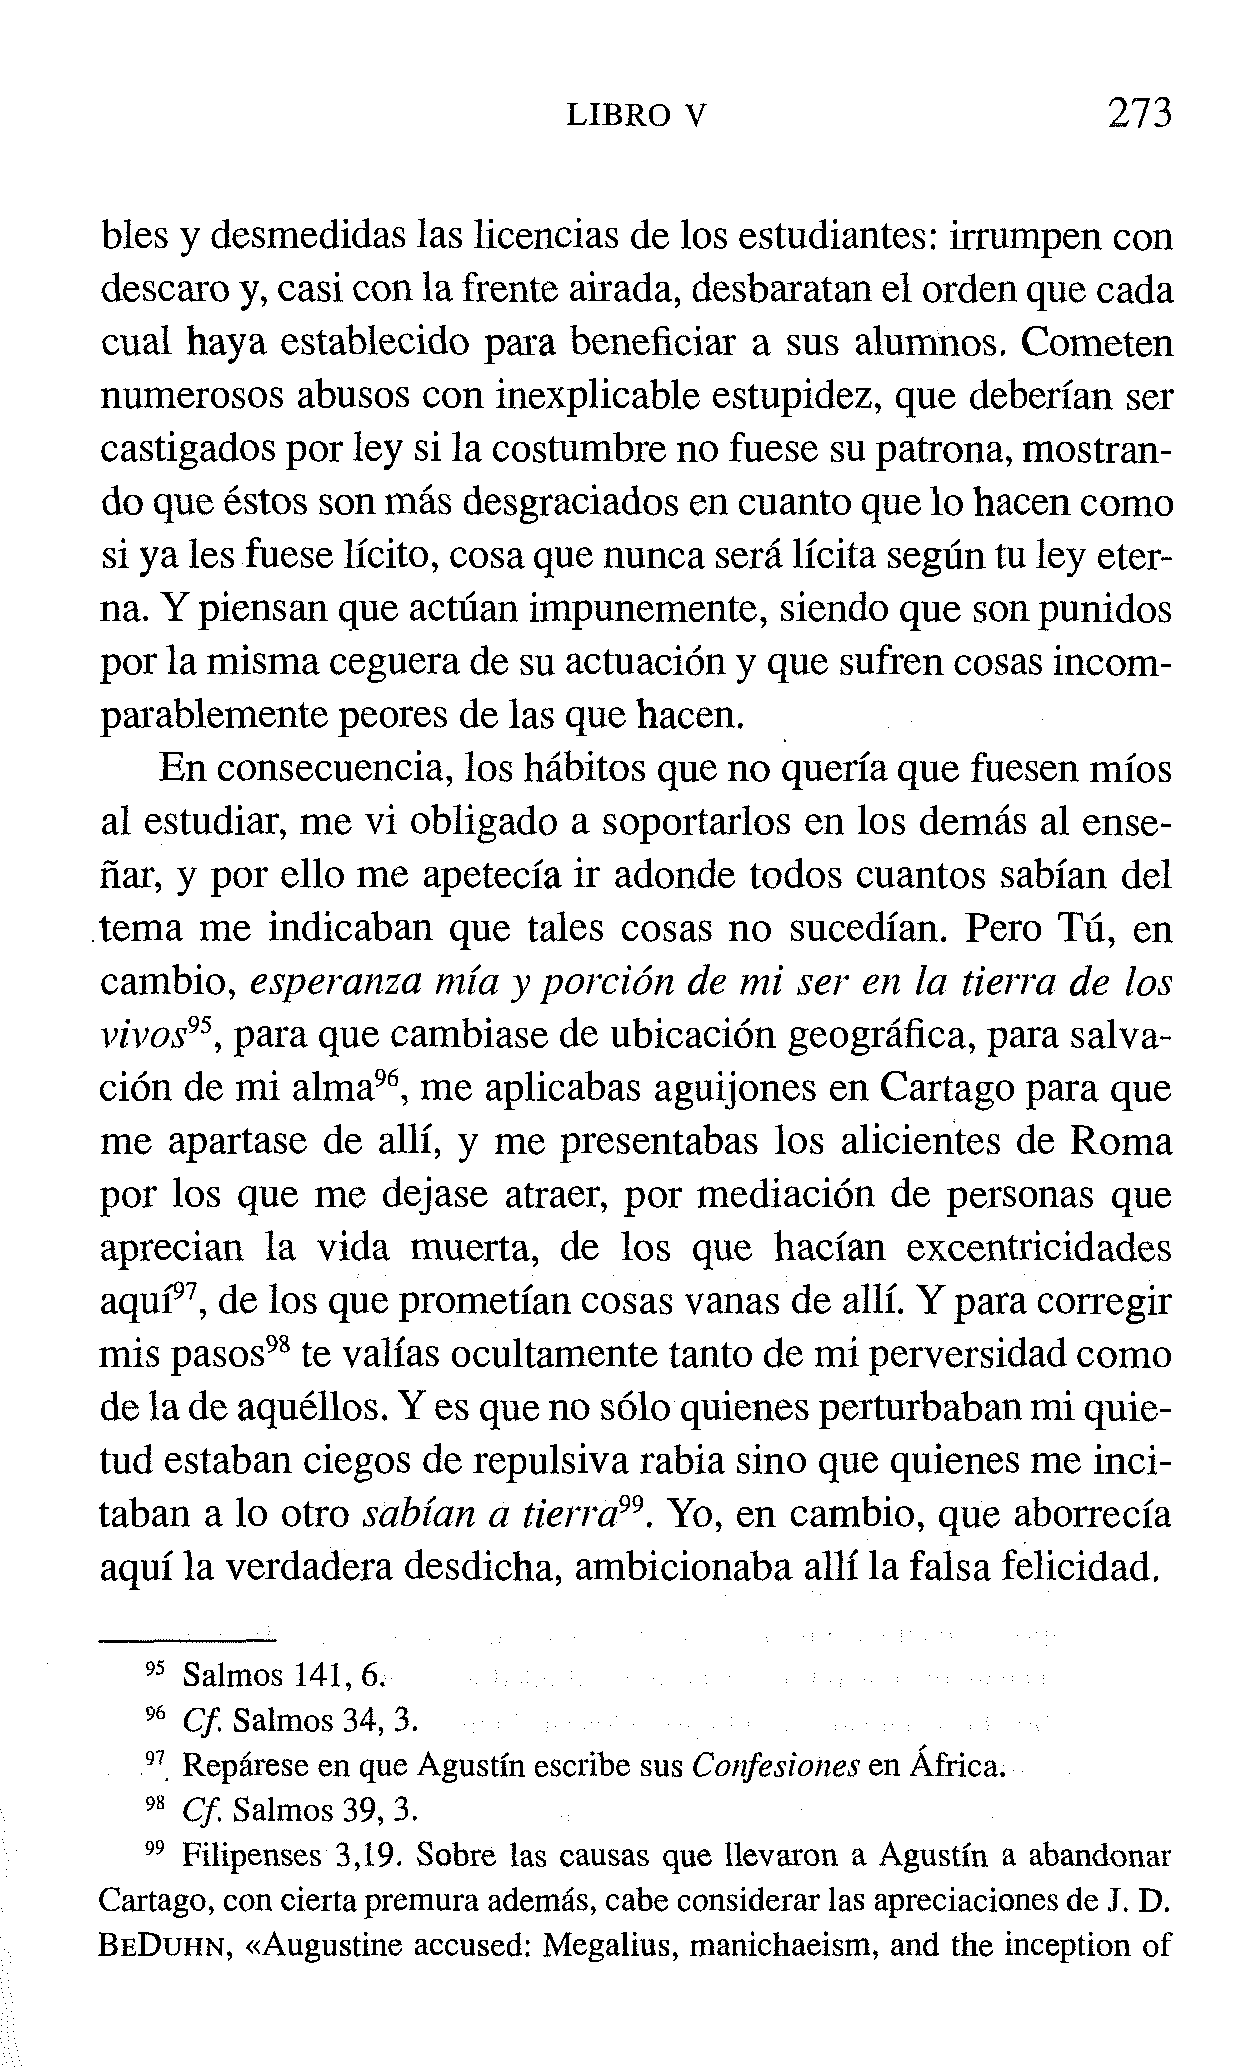 LIBRO V 273
bles y desmedidas las licencias de los estudiantes: irrumpen con
descaro y, casi con la frente airada, desbaratan el orden que cada
cual haya establecido para beneficiar a sus alumnos. Cometen
numerosos abusos con inexplicable estupidez, que deberían ser
castigados por ley si la costumbre no fuese su patrona, mostran-
do que éstos son más desgraciados en cuanto que lo hacen como
si ya les fuese lícito, cosa que nunca será lícita según tu ley eter-
na. Y piensan que actúan impunemente, siendo que son punidos
por la misma ceguera de su actuación y que sufren cosas incom-
parablemente peores de las que hacen.
En consecuencia, los hábitos que no quería que fuesen míos
al estudiar, me vi obligado a soportarlos en los demás al ense-
ñar, y por ello me apetecía ir adonde todos cuantos sabían del
tema me indicaban que tales cosas no sucedían. Pero Tú, en
cambio, esperanza mía y porción de mi ser en la tierra de los
vivos⁹⁵, para que cambiase de ubicación geográfica, para salva-
ción de mi alma⁹⁶, me aplicabas aguijones en Cartago para que
me apartase de allí, y me presentabas los alicientes de Roma
por los que me dejase atraer, por mediación de personas que
aprecian la vida muerta, de los que hacían excentricidades
aquí⁹⁷, de los que prometían cosas vanas de allí. Y para corregir
mis pasos⁹⁸ te valías ocultamente tanto de mi perversidad como
de la de aquéllos. Y es que no sólo quienes perturbaban mi quie-
tud estaban ciegos de repulsiva rabia sino que quienes me inci-
taban a lo otro sabían a tierra⁹⁹. Yo, en cambio, que aborrecía
aquí la verdadera desdicha, ambicionaba allí la falsa felicidad.
⁹⁵ Salmos 141, 6.
⁹⁶ Cf. Salmos 34, 3.
⁹⁷ Repárese en que Agustín escribe sus Confesiones en África.
⁹⁸ Cf. Salmos 39, 3.
⁹⁹ Filipenses 3,19. Sobre las causas que llevaron a Agustín a abandonar
Cartago, con cierta premura además, cabe considerar las apreciaciones de J. D.
BEDUHN, «Augustine accused: Megalius, manichaeism, and the inception of